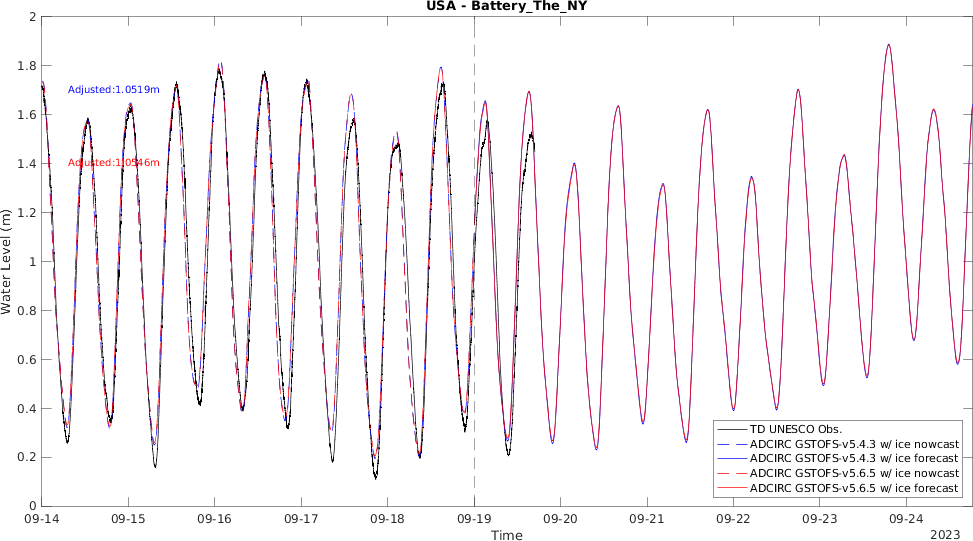 USA - Battery_The_NY
2
1.8
1.6
1.4
1.2
1
0.8
0.6
0.4
0.2
0
Water Level (m)
Adjusted:1.0519m
Adjusted:1.0546m
TD UNESCO Obs.
ADCIRC GSTOFS-v5.4.3 w/ ice nowcast
ADCIRC GSTOFS-v5.4.3 w/ ice forecast
ADCIRC GSTOFS-v5.6.5 w/ ice nowcast
ADCIRC GSTOFS-v5.6.5 w/ ice forecast
09-14 09-15 09-16 09-17 09-18 09-19 09-20 09-21 09-22 09-23 09-24
Time
2023